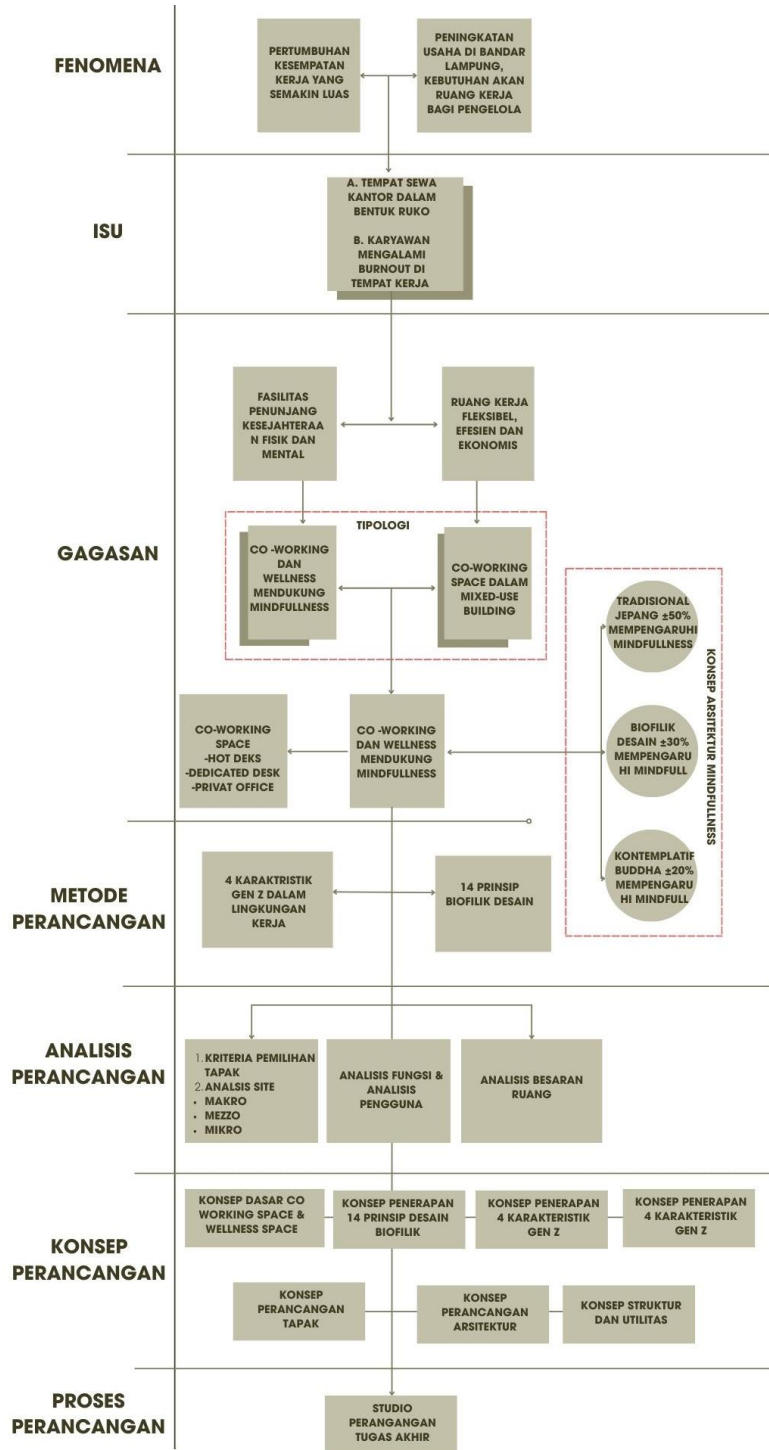 FENOMENA
PERTUMBUHAN
KESEMPATAN
KERJA YANG
SEMAKIN LUAS
PENINGKATAN
USAHA DI BANDAR
LAMPUNG,
KEBUTUHAN AKAN
RUANG KERJA
BAGI PENGELOLA
ISU
A. TEMPAT SEWA
KANTOR DALAM
BENTUK RUKO
B. KARYAWAN
MENGALAMI
BURNOUT DI
TEMPAT KERJA
GAGASAN
FASILITAS
PENUNJANG
KESEJAHTERAA
N FISIK DAN
MENTAL
RUANG KERJA
FLEKSIBEL,
EFESIEN DAN
EKONOMIS
TIPOLOGI
CO -WORKING
DAN
WELLNESS
MENDUKUNG
MINDFULLNESS
CO-WORKING
SPACE DALAM
MIXED-USE
BUILDING
CO-WORKING
SPACE
-HOT DEKS
-DEDICATED DESK
-PRIVAT OFFICE
CO -WORKING
DAN WELLNESS
MENDUKUNG
MINDFULLNESS
TRADISIONAL
JEPANG ±50%
MEMPENGARUHI
MINDFULLNESS
BIOFILIK
DESAIN ±30%
MEMPENGARU
HI MINDFULL
KONTEMPLATIF
BUDDHA ±20%
MEMPENGARU
HI MINDFULL
KONSEP ARSITEKTUR MINDFULLNESS
METODE
PERANCANGAN
4 KARAKTRISTIK
GEN Z DALAM
LINGKUNGAN
KERJA
14 PRINSIP
BIOFILIK DESAIN
ANALISIS
PERANCANGAN
1. KRITERIA PEMILIHAN
TAPAK
2. ANALSIS SITE
• MAKRO
• MEZZO
• MIKRO
ANALISIS FUNGSI &
ANALISIS
PENGGUNA
ANALISIS BESARAN
RUANG
KONSEP
PERANCANGAN
KONSEP DASAR CO
WORKING SPACE &
WELLNESS SPACE
KONSEP PENERAPAN
14 PRINSIP DESAIN
BIOFILIK
KONSEP PENERAPAN
4 KARAKTERISTIK
GEN Z
KONSEP PENERAPAN
4 KARAKTERISTIK
GEN Z
KONSEP
PERANCANGAN
TAPAK
KONSEP
PERANCANGAN
ARSITEKTUR
KONSEP STRUKTUR
DAN UTILITAS
PROSES
PERANCANGAN
STUDIO
PERANGANGAN
TUGAS AKHIR